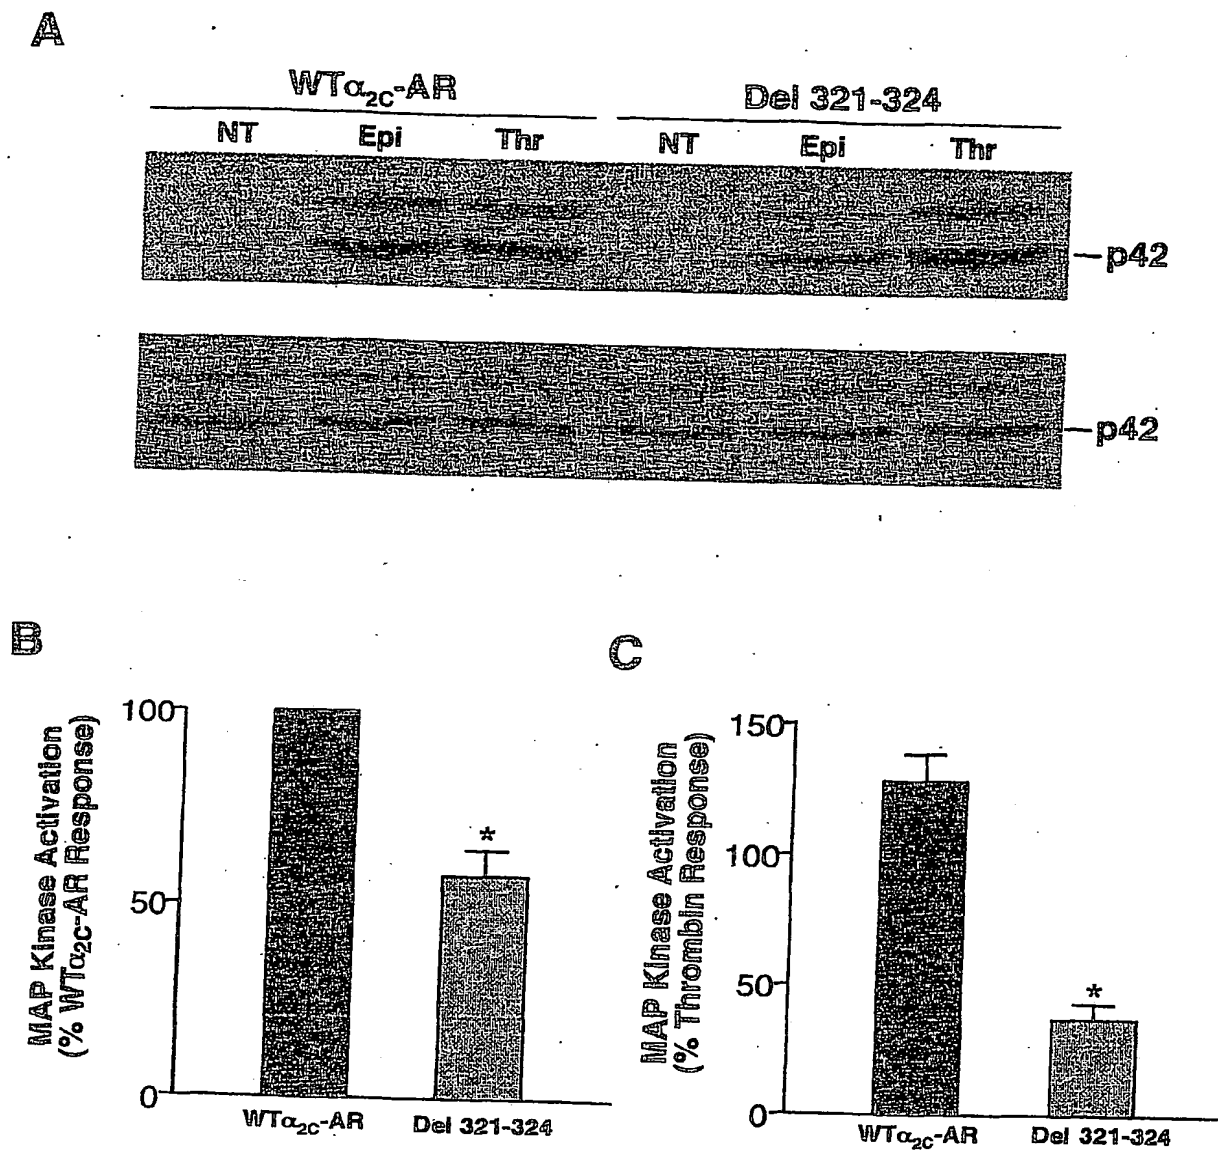 A
WTα2C-AR
Del 321-324
NT
Epi
Thr
NT
Epi
Thr
p42
p42
B
MAP Kinase Activation
(% WTα2C-AR Response)
100
50
0
*
WTα2C-AR
Del 321-324
C
MAP Kinase Activation
(% Thrombin Response)
150
100
50
0
*
WTα2C-AR
Del 321-324